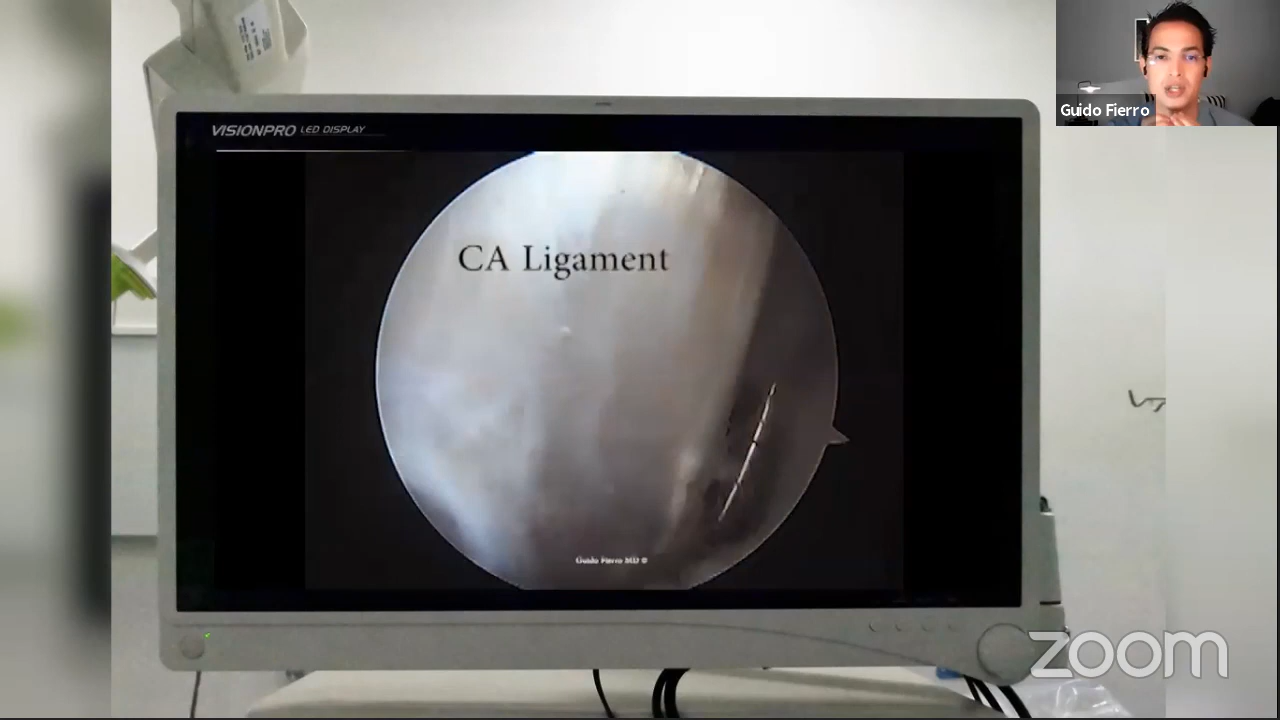 VISIONPRO LED DISPLAY
Guido Fierro
CA Ligament
Guido Fierro MD ©
zoom